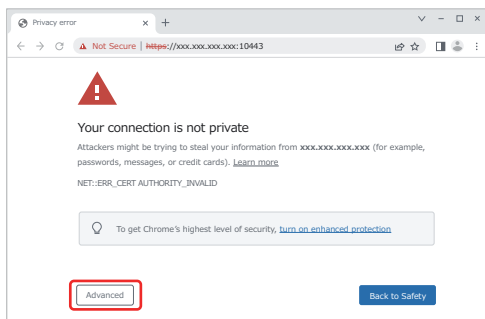 Privacy error
Not Secure | https://xxx.xxx.xxx.xxx:10443
Your connection is not private
Attackers might be trying to steal your information from xxx.xxx.xxx.xxx (for example,
passwords, messages, or credit cards). Learn more
NET::ERR_CERT AUTHORITY_INVALID
To get Chrome's highest level of security, turn on enhanced protection
Advanced
Back to Safety